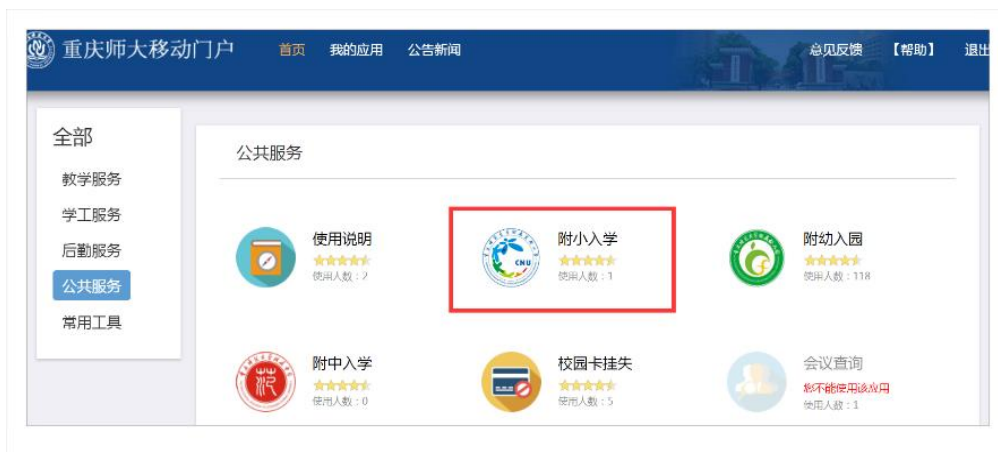 重庆师大移动门户 首页 我的应用 公告新闻 意见反馈 【帮助】 退出
全部
教学服务
学工服务
后勤服务
公共服务
常用工具
公共服务
使用说明
使用人数：2
附小入学
使用人数：1
附幼入园
使用人数：118
附中入学
使用人数：0
校园卡挂失
使用人数：5
会议查询
您不能使用该应用
使用人数：1
CNU